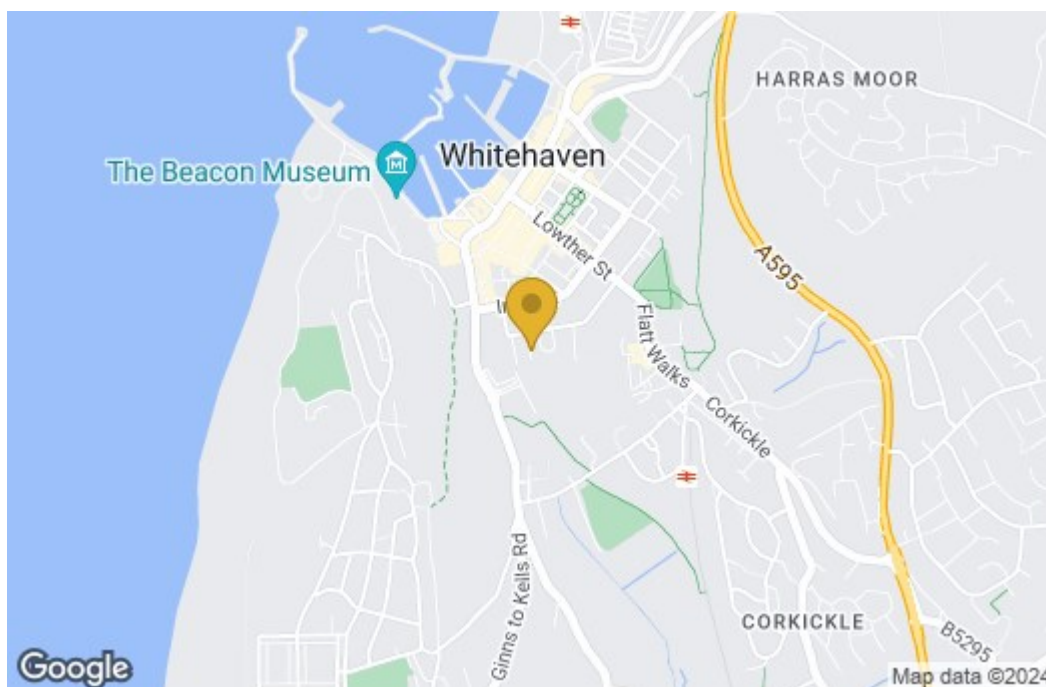 HARRAS MOOR
Whitehaven
The Beacon Museum
M
Lowther St
A595
Flatt Walks
Corkickle
Ginns to Kells Rd
CORKICKLE
B5295
Google
Map data ©2024